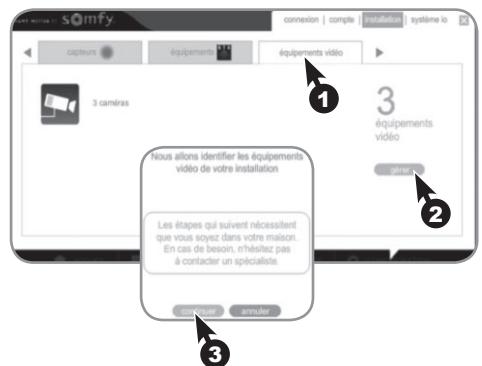 somfy.
connexion | compte | installation | système io
capteurs
équipements
équipements vidéo
1
3 caméras
3
équipements
vidéo
gérer
2
Nous allons identifier les équipements
vidéo de votre installation
Les étapes qui suivent nécessitent
que vous soyez dans votre maison.
En cas de besoin, n'hésitez pas
à contacter un spécialiste.
continuer
annuler
3